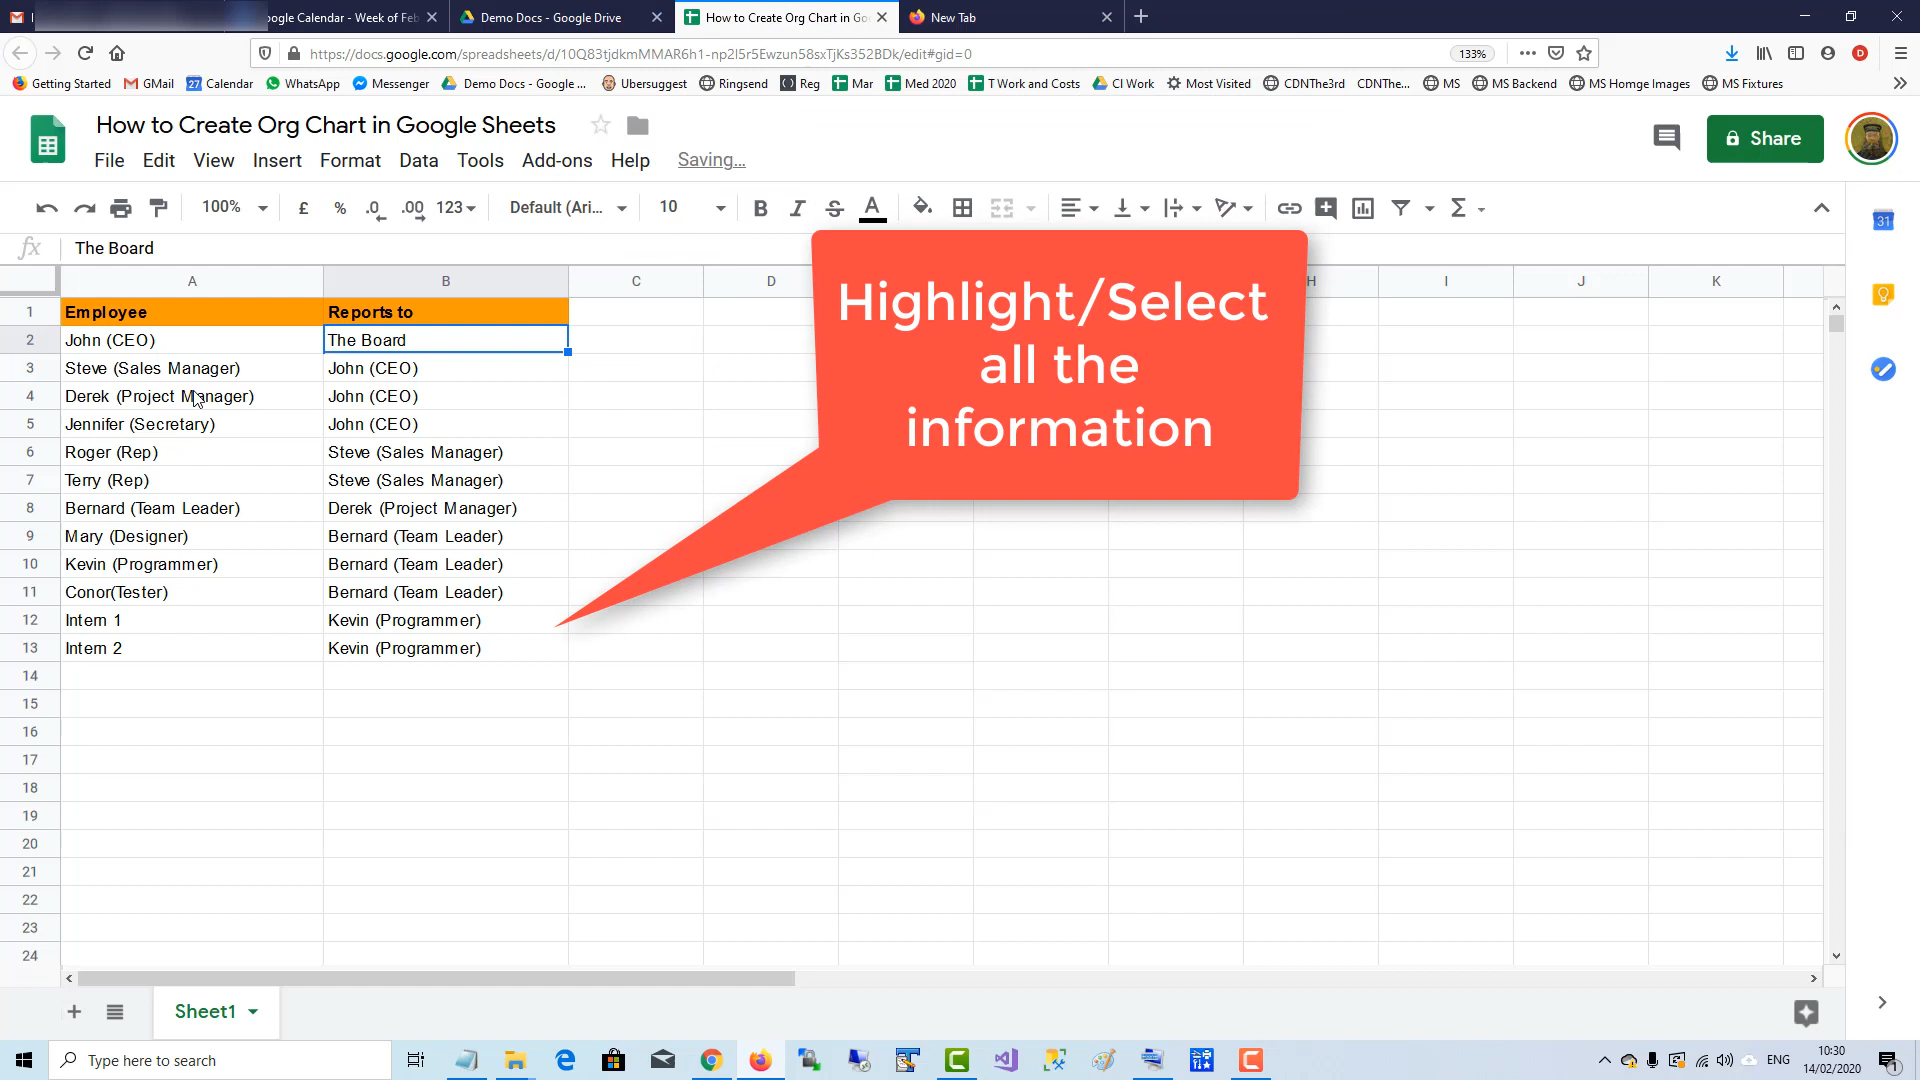 oogle Calendar - Week of Feb
Demo Docs - Google Drive
How to Create Org Chart in Go
New Tab
https://docs.google.com/spreadsheets/d/10Q83tjdkmMMAR6h1-np2l5r5Ewzun58sxTjKs352BDk/edit#gid=0
133%
Getting Started
GMail
27 Calendar
WhatsApp
Messenger
Demo Docs - Google ...
Ubersuggest
Ringsend
Reg
Mar
Med 2020
T Work and Costs
CI Work
Most Visited
CDNThe3rd
CDNThe...
MS
MS Backend
MS Homge Images
MS Fixtures
How to Create Org Chart in Google Sheets
File Edit View Insert Format Data Tools Add-ons Help Saving...
Share
100% £ % .0 .00 123 Default (Ari... 10 B I S A Σ
31
fx The Board
A B C D H I J K
1 Employee Reports to
2 John (CEO) The Board
3 Steve (Sales Manager) John (CEO)
4 Derek (Project Manager) John (CEO)
5 Jennifer (Secretary) John (CEO)
6 Roger (Rep) Steve (Sales Manager)
7 Terry (Rep) Steve (Sales Manager)
8 Bernard (Team Leader) Derek (Project Manager)
9 Mary (Designer) Bernard (Team Leader)
10 Kevin (Programmer) Bernard (Team Leader)
11 Conor(Tester) Bernard (Team Leader)
12 Intern 1 Kevin (Programmer)
13 Intern 2 Kevin (Programmer)
14
15
16
17
18
19
20
21
22
23
24
Highlight/Select
all the
information
Sheet1
Type here to search
ENG
10:30
14/02/2020
1